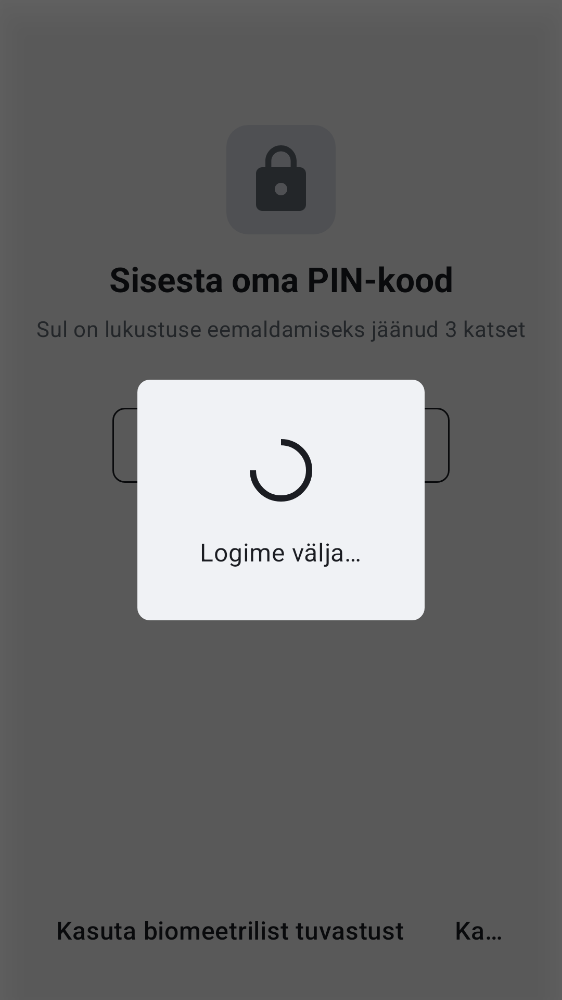 Sisesta oma PIN-kood
Sul on lukustuse eemaldamiseks jäänud 3 katset
Logime välja…
Kasuta biomeetrilist tuvastust
Ka…